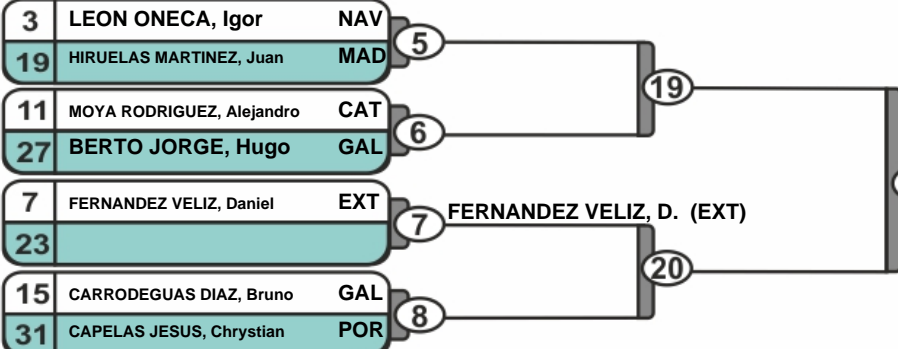 3 LEON ONECA, Igor NAV
5
19 HIRUELAS MARTINEZ, Juan MAD
19
11 MOYA RODRIGUEZ, Alejandro CAT
6
27 BERTO JORGE, Hugo GAL
7 FERNANDEZ VELIZ, Daniel EXT
7 FERNANDEZ VELIZ, D. (EXT)
23
20
15 CARRODEGUAS DIAZ, Bruno GAL
8
31 CAPELAS JESUS, Chrystian POR